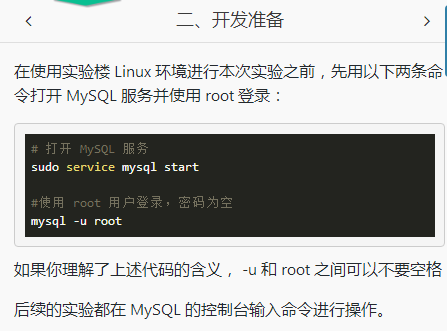 二、开发准备
在使用实验楼 Linux 环境进行本次实验之前，先用以下两条命
令打开 MySQL 服务并使用 root 登录：
# 打开 MySQL 服务
sudo service mysql start
#使用 root 用户登录，密码为空
mysql -u root
如果你理解了上述代码的含义， -u 和 root 之间可以不要空格
后续的实验都在 MySQL 的控制台输入命令进行操作。